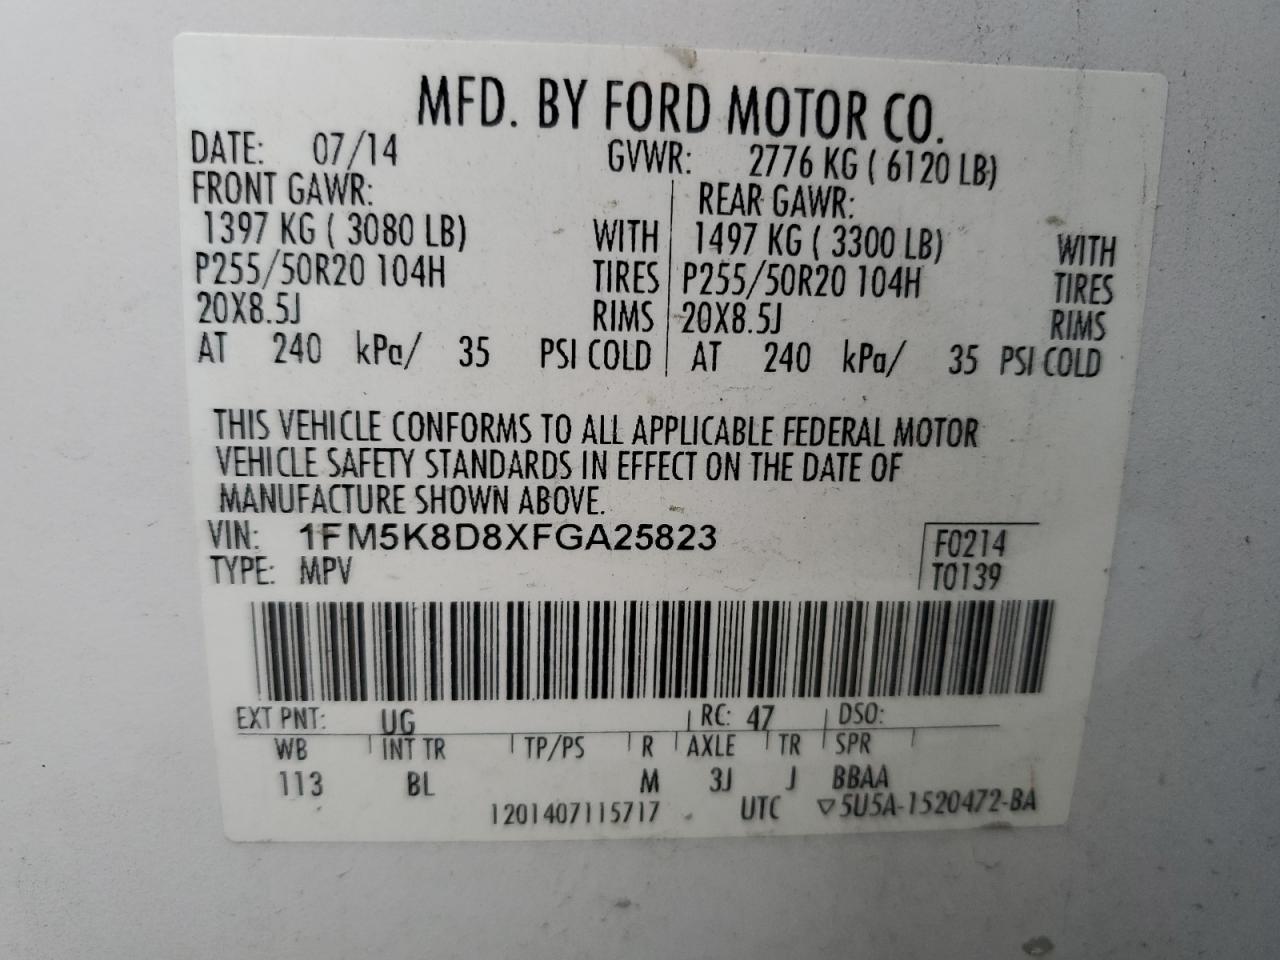 MFD. BY FORD MOTOR CO.
DATE: 07/14 GVWR: 2776 KG ( 6120 LB)
FRONT GAWR: REAR GAWR:
1397 KG ( 3080 LB) WITH 1497 KG ( 3300 LB) WITH
P255/50R20 104H TIRES P255/50R20 104H TIRES
20X8.5J RIMS 20X8.5J RIMS
AT 240 kPa/ 35 PSI COLD AT 240 kPa/ 35 PSI COLD
THIS VEHICLE CONFORMS TO ALL APPLICABLE FEDERAL MOTOR
VEHICLE SAFETY STANDARDS IN EFFECT ON THE DATE OF
MANUFACTURE SHOWN ABOVE.
VIN: 1FM5K8D8XFGA25823 F0214
TYPE: MPV T0139
EXT PNT: UG RC: 47 DSO:
WB INT TR TP/PS R AXLE TR SPR
113 BL M 3J J BBAA
1201407115717 UTC ▽5U5A-1520472-BA